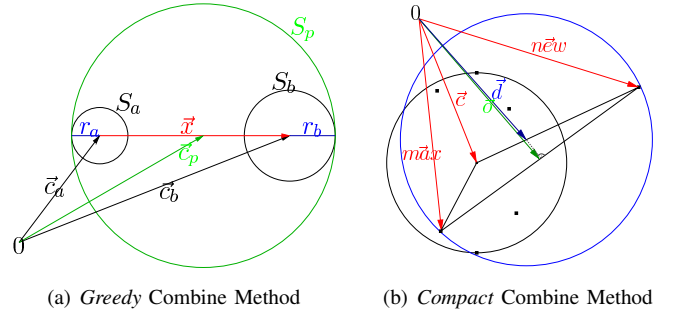 S_p
S_a
S_b
r_a
x⃗
r_b
c⃗_p
c⃗_a
c⃗_b
0
(a) Greedy Combine Method
0
new⃗
c⃗
d⃗
o⃗
max⃗
(b) Compact Combine Method